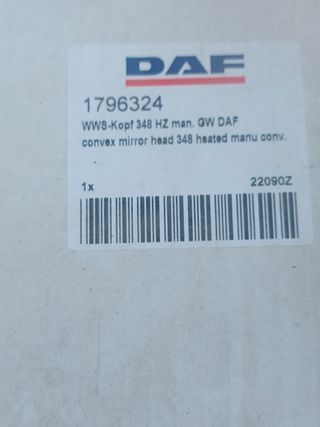 DAF
1796324
WWS-Kopf 348 HZ man. GW DAF
convex mirror head 348 heated manu conv.
1x 22090Z